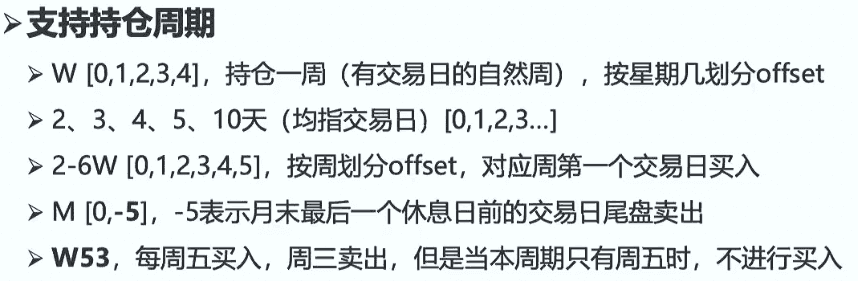 ➢支持持仓周期
➢ W [0,1,2,3,4]，持仓一周（有交易日的自然周），按星期几划分offset
➢ 2、3、4、5、10天（均指交易日）[0,1,2,3...]
➢ 2-6W [0,1,2,3,4,5]，按周划分offset，对应周第一个交易日买入
➢ M [0,-5]，-5表示月末最后一个休息日前的交易日尾盘卖出
➢ W53，每周五买入，周三卖出，但是当本周期只有周五时，不进行买入